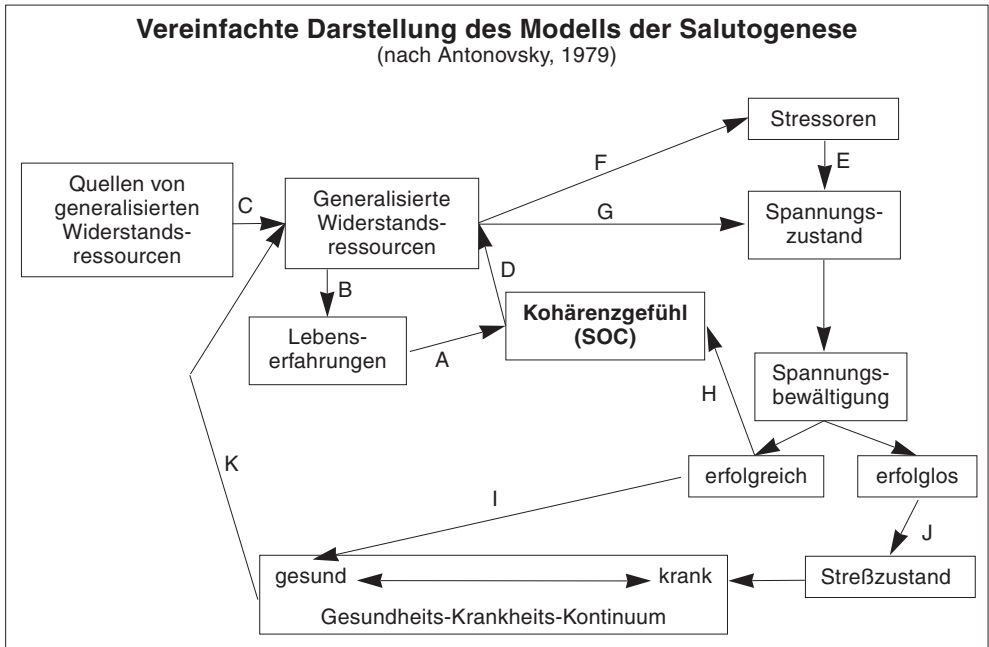 Vereinfachte Darstellung des Modells der Salutogenese
(nach Antonovsky, 1979)
Stressoren
F
E
Quellen von
generalisierten
Widerstands-
ressourcen
C
Generalisierte
Widerstands-
ressourcen
G
Spannungs-
zustand
D
B
Kohärenzgefühl
(SOC)
Lebens-
erfahrungen
A
Spannungs-
bewältigung
H
K
erfolgreich
erfolglos
I
J
gesund
krank
Streßzustand
Gesundheits-Krankheits-Kontinuum